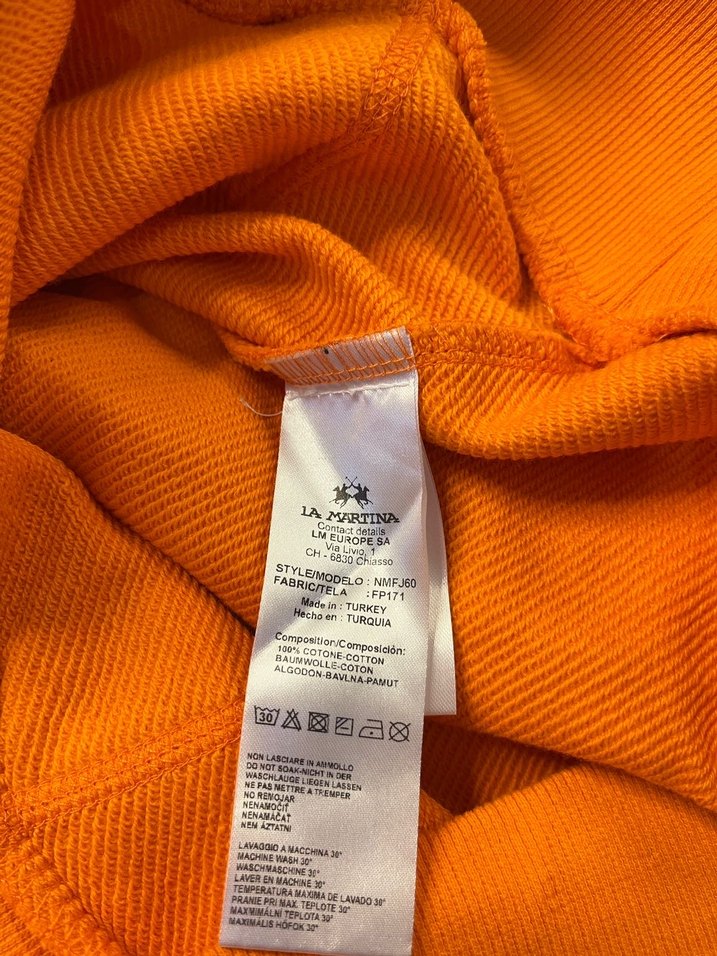 LA MARTINA
Contact details
LM EUROPE SA
Via Livio, 1
CH - 6830 Chiasso
STYLE/MODELO : NMFJ60
FABRIC/TELA : FP171
Made in : TURKEY
Hecho en : TURQUIA
Composition/Composición:
100% COTONE-COTTON
BAUMWOLLE-COTON
ALGODON-BAVLNA-PAMUT
30
NON LASCIARE IN AMMOLLO
DO NOT SOAK-NICHT IN DER
WASCHLAUGE LIEGEN LASSEN
NE PAS METTRE A TREMPER
NO REMOJAR
NENAMOČIT
NENAMÁČAŤ
NEM ÁZTATNI
LAVAGGIO A MACCHINA 30°
MACHINE WASH 30°
WASCHMASCHINE 30°
LAVER EN MACHINE 30°
TEMPERATURA MAXIMA DE LAVADO 30°
PRANIE PRI MAX. TEPLOTE 30°
MAXMIMÁLNI TEPLOTA 30°
MAXIMÁLIS HÖFOK 30°